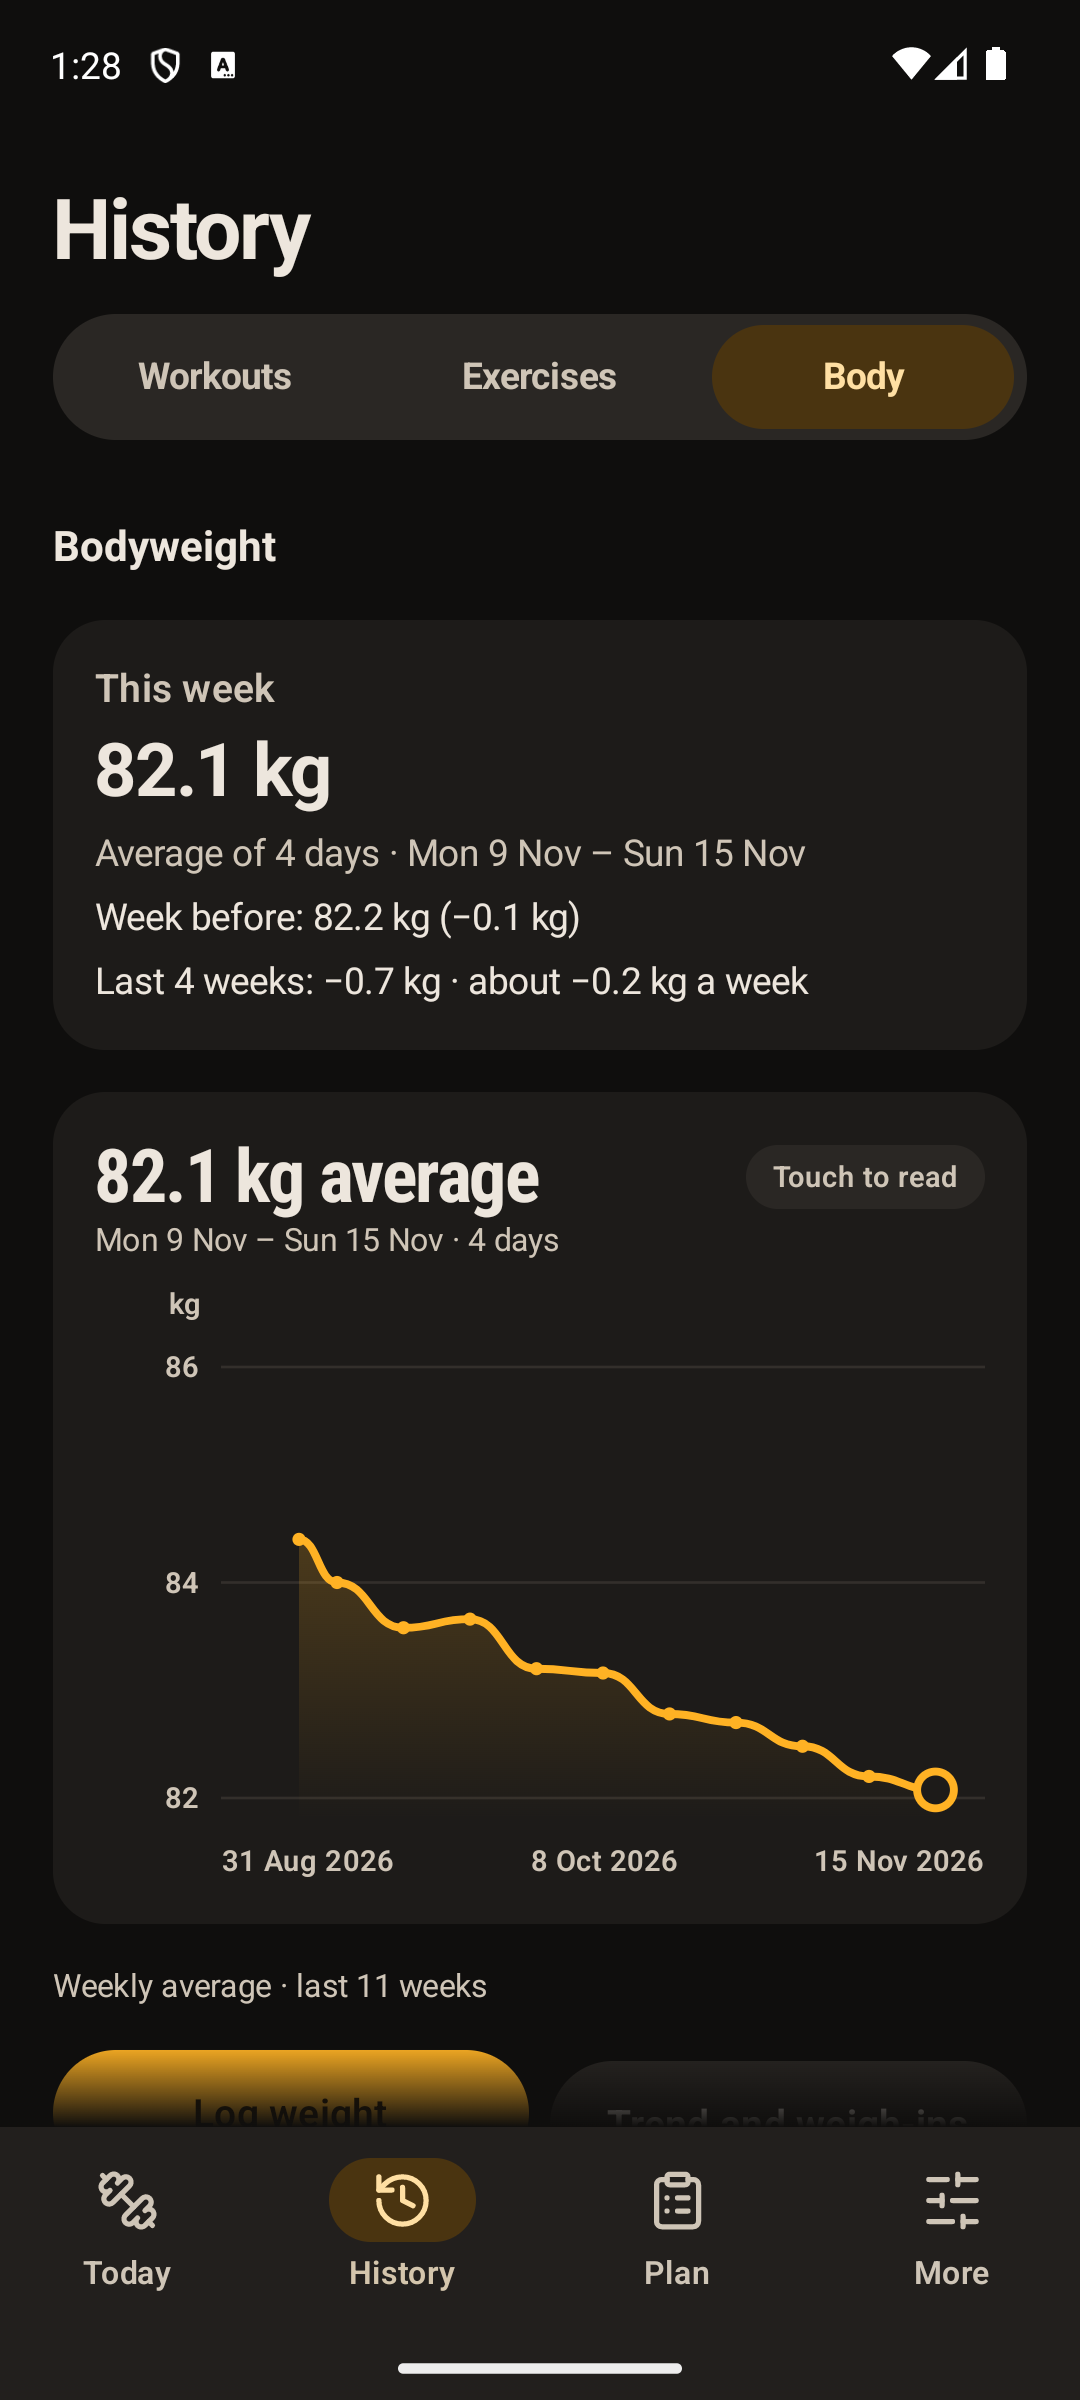 1:28
History
Workouts Exercises Body
Bodyweight
This week
82.1 kg
Average of 4 days · Mon 9 Nov – Sun 15 Nov
Week before: 82.2 kg (−0.1 kg)
Last 4 weeks: −0.7 kg · about −0.2 kg a week
82.1 kg average
Touch to read
Mon 9 Nov – Sun 15 Nov · 4 days
kg
86
84
82
31 Aug 2026 8 Oct 2026 15 Nov 2026
Weekly average · last 11 weeks
Log weight Trend and weigh-ins
Today History Plan More